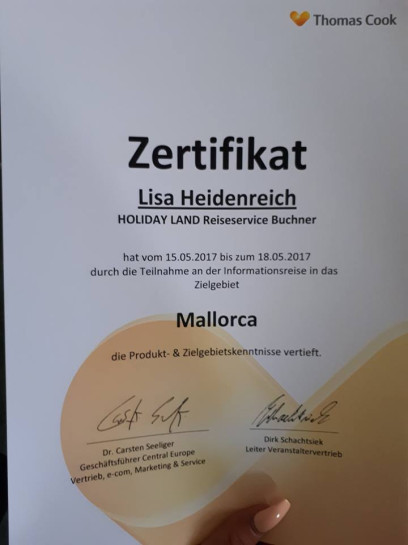 Thomas Cook
Zertifikat
Lisa Heidenreich
HOLIDAY LAND Reiseservice Buchner
hat vom 15.05.2017 bis zum 18.05.2017
durch die Teilnahme an der Informationsreise in das
Zielgebiet
Mallorca
die Produkt- & Zielgebietskenntnisse vertieft.
Dr. Carsten Seeliger
Geschäftsführer Central Europe
Vertrieb, e-com, Marketing & Service
Dirk Schachtsiek
Leiter Veranstaltervertrieb